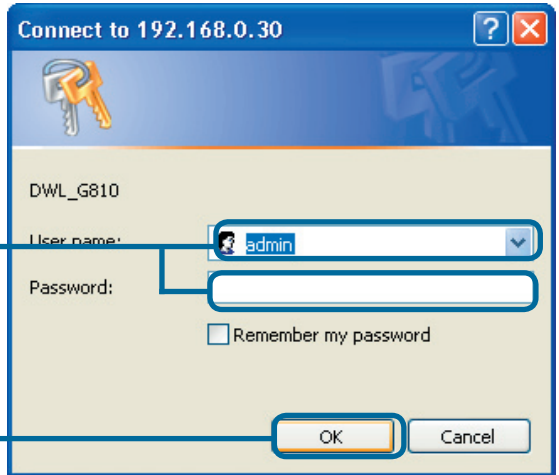 Connect to 192.168.0.30
DWL_G810
User name:
admin
Password:
Remember my password
OK
Cancel